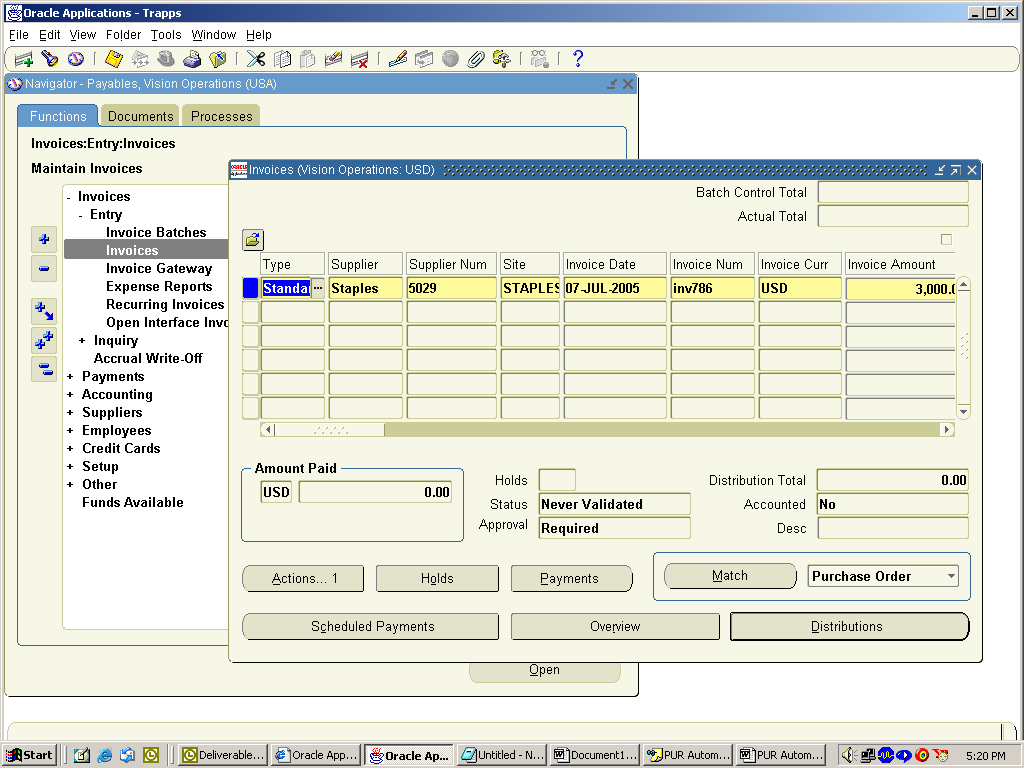 Oracle Applications - Trapps
File Edit View Folder Tools Window Help
Navigator - Payables, Vision Operations (USA)
Functions Documents Processes
Invoices:Entry:Invoices
Maintain Invoices
- Invoices
- Entry
Invoice Batches
Invoices
Invoice Gateway
Expense Reports
Recurring Invoices
Open Interface Invo
+ Inquiry
Accrual Write-Off
+ Payments
+ Accounting
+ Suppliers
+ Employees
+ Credit Cards
+ Setup
+ Other
Funds Available
Open
Invoices (Vision Operations: USD)
Batch Control Total
Actual Total
Type Supplier Supplier Num Site Invoice Date Invoice Num Invoice Curr Invoice Amount
Standa ... Staples 5029 STAPLES 07-JUL-2005 inv786 USD 3,000.0
Amount Paid
USD 0.00
Holds
Status Never Validated
Approval Required
Distribution Total 0.00
Accounted No
Desc
Actions... 1 Holds Payments Match Purchase Order
Scheduled Payments Overview Distributions
Start Deliverable... Oracle App... Oracle Ap... Untitled - N... Document1... PUR Autom... PUR Autom... 5:20 PM